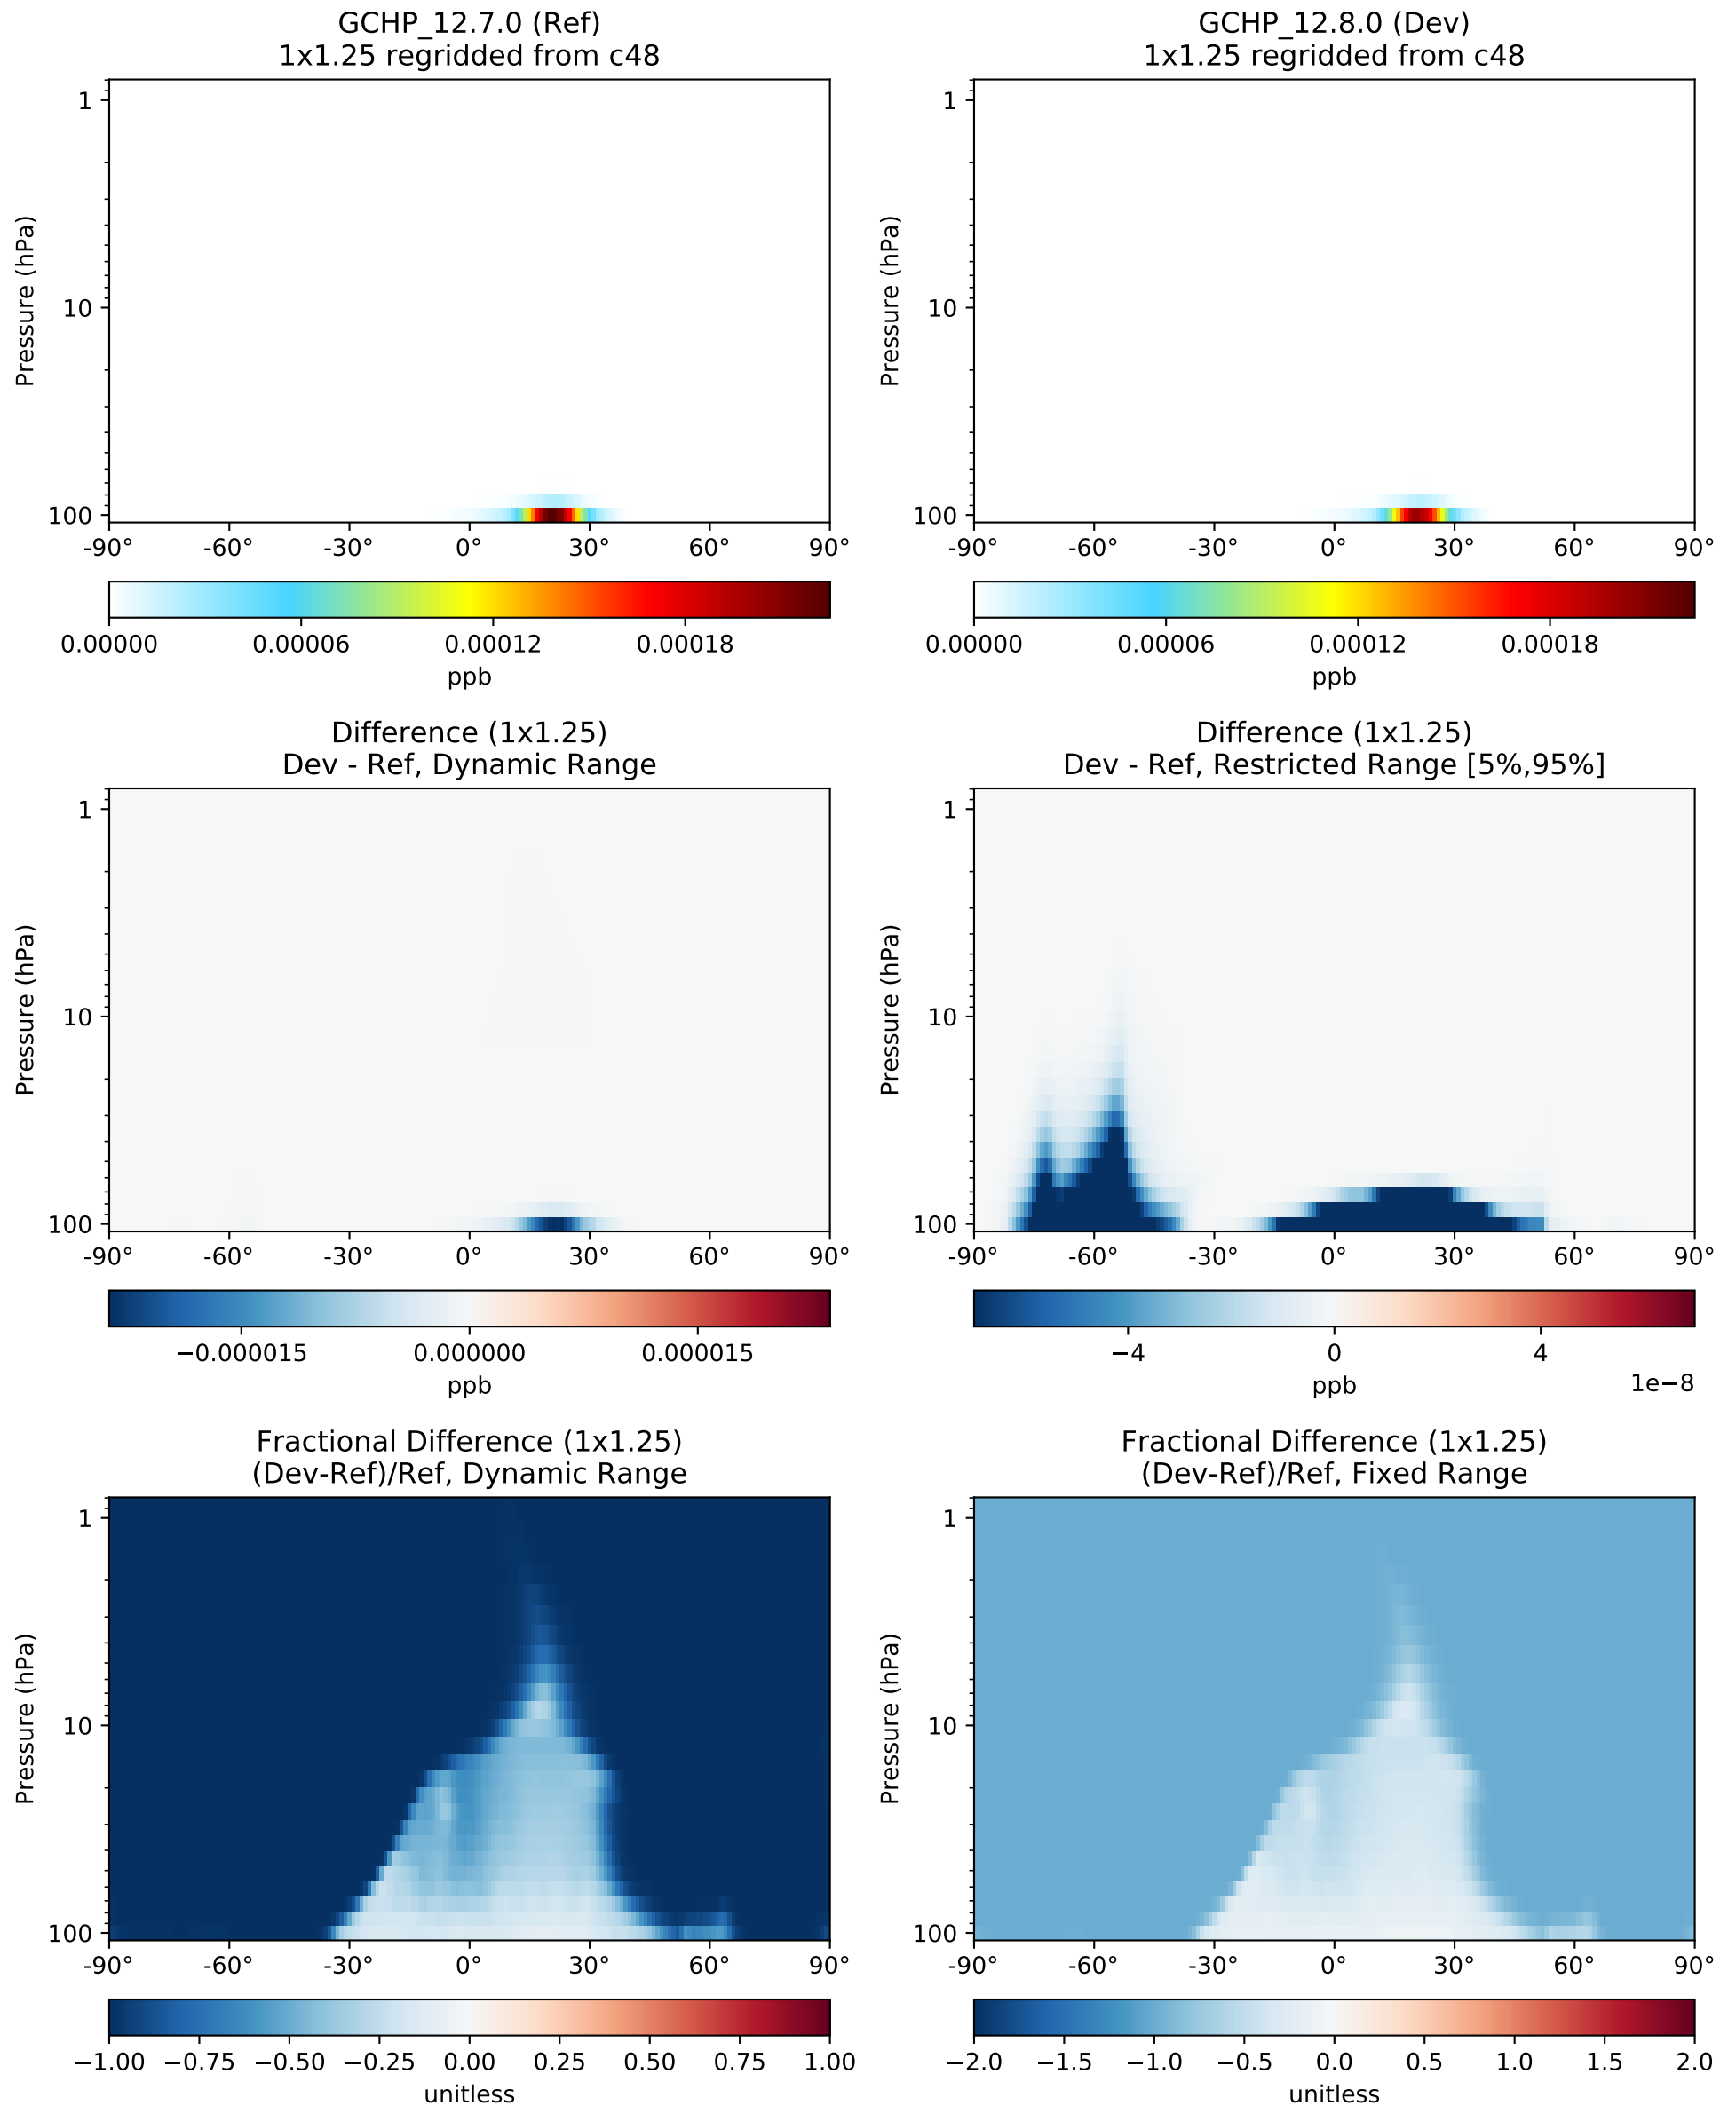 GCHP_12.7.0 (Ref)
1x1.25 regridded from c48
Pressure (hPa)
1
10
100
-90° -60° -30° 0° 30° 60° 90°
0.00000 0.00006 0.00012 0.00018
ppb
GCHP_12.8.0 (Dev)
1x1.25 regridded from c48
Pressure (hPa)
1
10
100
-90° -60° -30° 0° 30° 60° 90°
0.00000 0.00006 0.00012 0.00018
ppb
Difference (1x1.25)
Dev - Ref, Dynamic Range
Pressure (hPa)
1
10
100
-90° -60° -30° 0° 30° 60° 90°
−0.000015 0.000000 0.000015
ppb
Difference (1x1.25)
Dev - Ref, Restricted Range [5%,95%]
Pressure (hPa)
1
10
100
-90° -60° -30° 0° 30° 60° 90°
−4 0 4
1e−8
ppb
Fractional Difference (1x1.25)
(Dev-Ref)/Ref, Dynamic Range
Pressure (hPa)
1
10
100
-90° -60° -30° 0° 30° 60° 90°
−1.00 −0.75 −0.50 −0.25 0.00 0.25 0.50 0.75 1.00
unitless
Fractional Difference (1x1.25)
(Dev-Ref)/Ref, Fixed Range
Pressure (hPa)
1
10
100
-90° -60° -30° 0° 30° 60° 90°
−2.0 −1.5 −1.0 −0.5 0.0 0.5 1.0 1.5 2.0
unitless